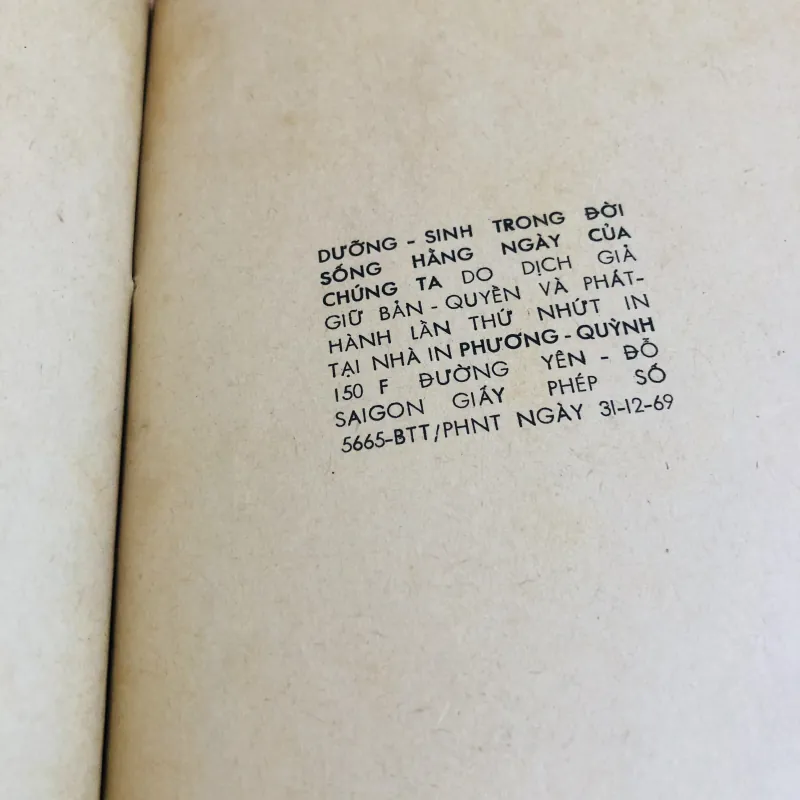 DƯỠNG - SINH TRONG ĐỜI
SỐNG HẰNG NGÀY CỦA
CHÚNG TA DO DỊCH GIẢ
GIỮ BẢN - QUYỀN VÀ PHÁT-
HÀNH LẦN THỨ NHỨT IN
TẠI NHÀ IN PHƯƠNG - QUỲNH
150 F ĐƯỜNG YÊN - ĐỖ
SAIGON GIẤY PHÉP SỐ
5665-BTT/PHNT NGÀY 31-12-69